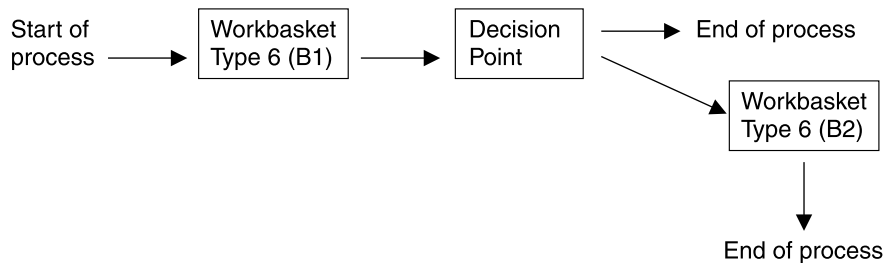 Start of
process
Workbasket
Type 6 (B1)
Decision
Point
End of process
Workbasket
Type 6 (B2)
End of process